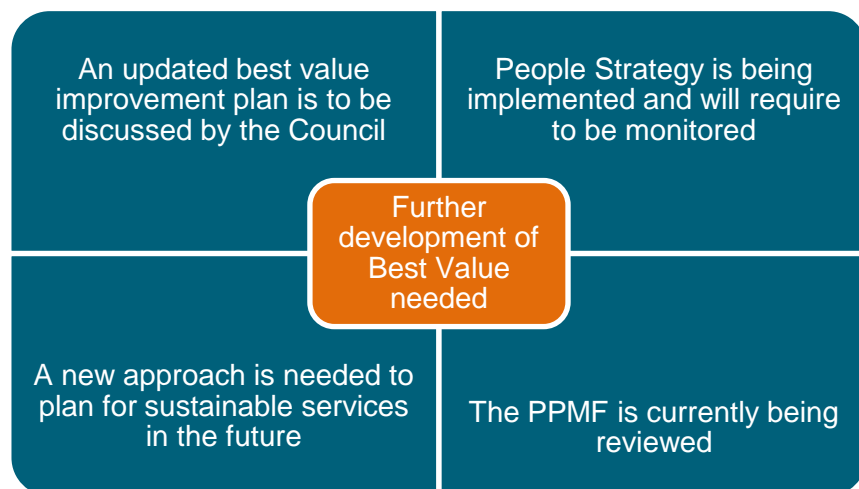 An updated best value
improvement plan is to be
discussed by the Council
People Strategy is being
implemented and will require
to be monitored
Further
development of
Best Value
needed
A new approach is needed to
plan for sustainable services
in the future
The PPMF is currently being
reviewed